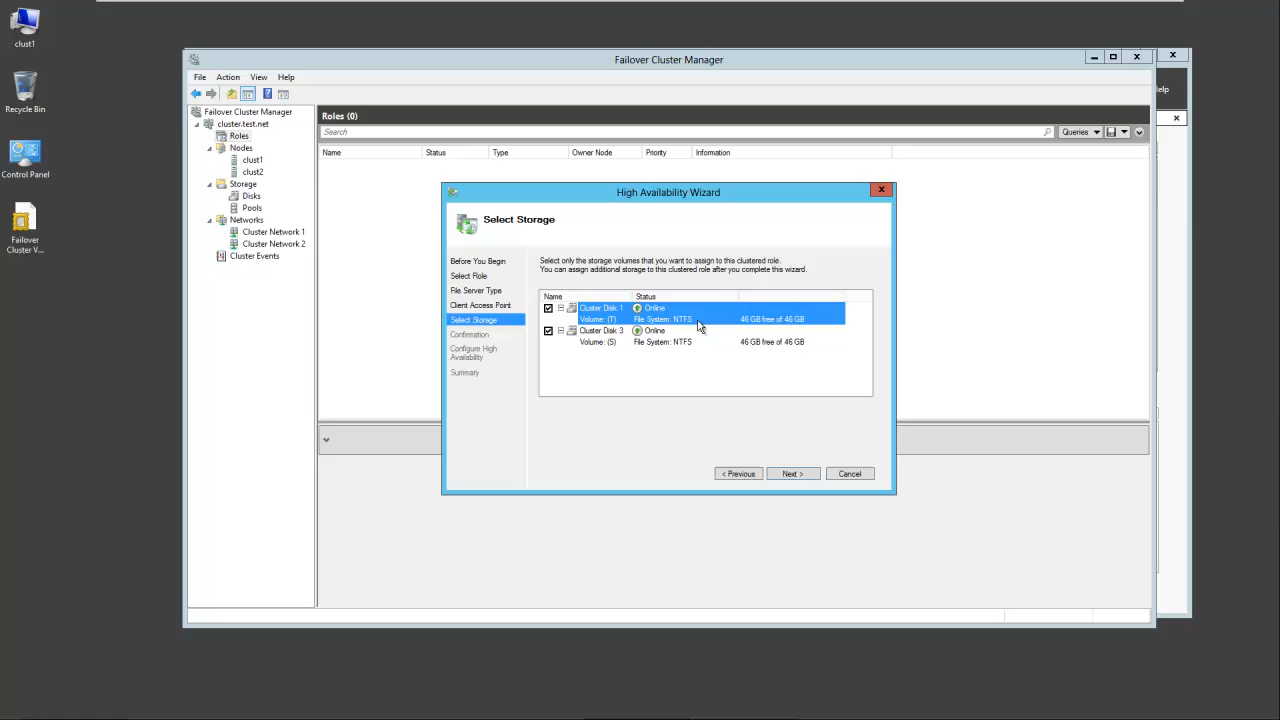 clust1
Recycle Bin
Control Panel
Failover
Cluster V...
Failover Cluster Manager
File Action View Help
Failover Cluster Manager
cluster.test.net
Roles
Nodes
clust1
clust2
Storage
Disks
Pools
Networks
Cluster Network 1
Cluster Network 2
Cluster Events
Roles (0)
Search
Queries
Name Status Type Owner Node Priority Information
High Availability Wizard
Select Storage
Before You Begin
Select Role
File Server Type
Client Access Point
Select Storage
Confirmation
Configure High
Availability
Summary
Select only the storage volumes that you want to assign to this clustered role.
You can assign additional storage to this clustered role after you complete this wizard.
Name Status
Cluster Disk 1 Online
Volume: (T) File System: NTFS 46 GB free of 46 GB
Cluster Disk 3 Online
Volume: (S) File System: NTFS 46 GB free of 46 GB
< Previous
Next >
Cancel
elp